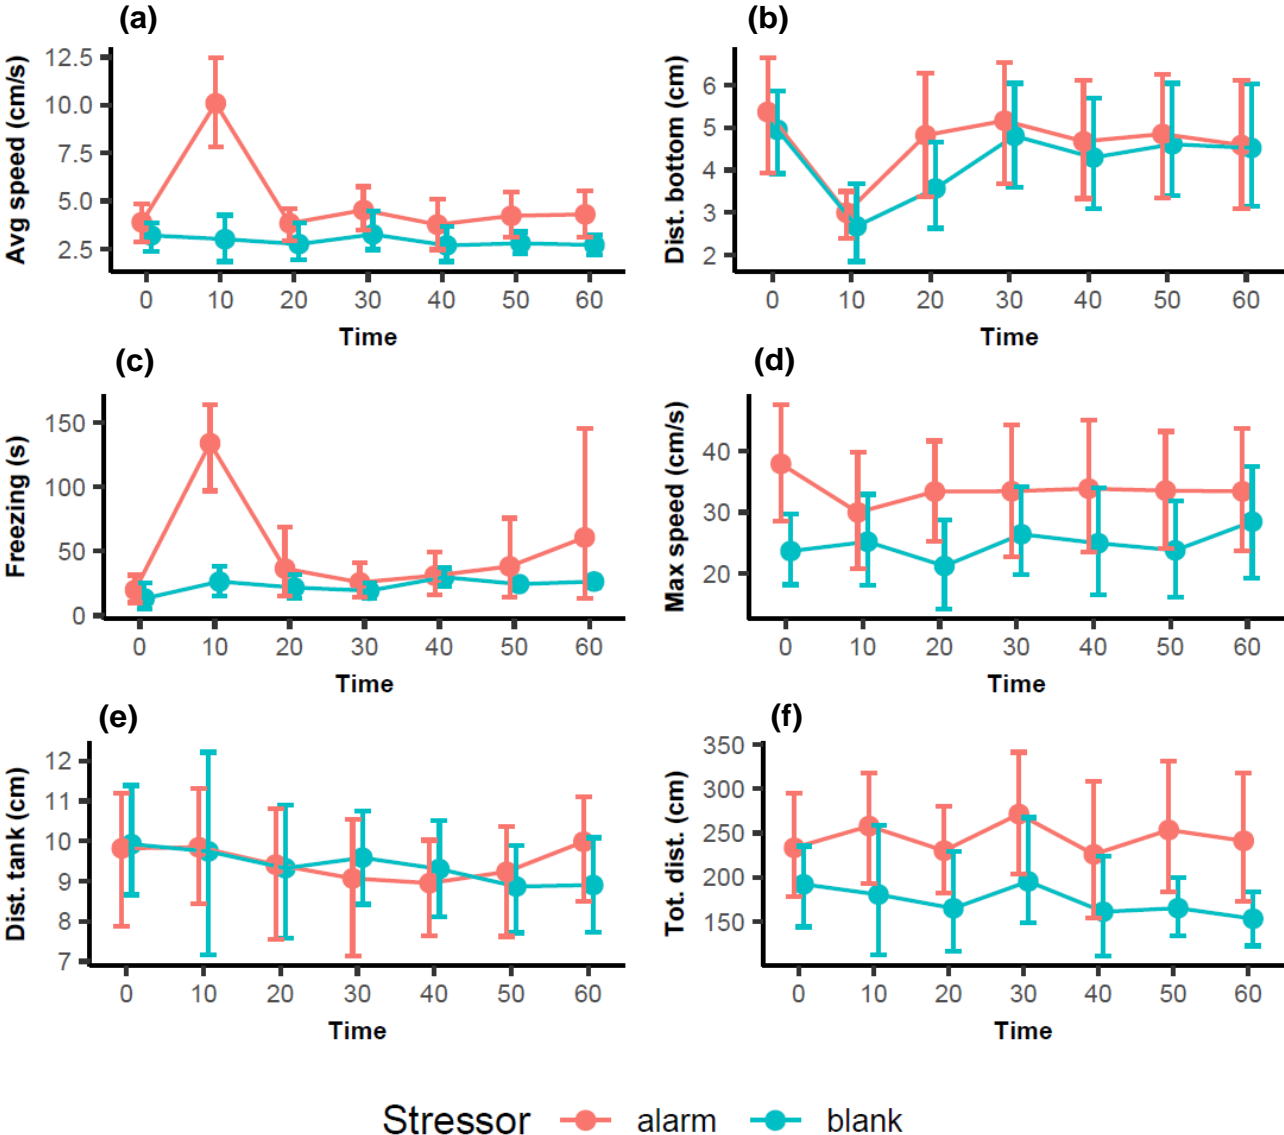 (a)
Avg speed (cm/s)
12.5
10.0
7.5
5.0
2.5
0 10 20 30 40 50 60
Time
(b)
Dist. bottom (cm)
6
5
4
3
2
0 10 20 30 40 50 60
Time
(c)
Freezing (s)
150
100
50
0
0 10 20 30 40 50 60
Time
(d)
Max speed (cm/s)
40
30
20
0 10 20 30 40 50 60
Time
(e)
Dist. tank (cm)
12
11
10
9
8
7
0 10 20 30 40 50 60
Time
(f)
Tot. dist. (cm)
350
300
250
200
150
0 10 20 30 40 50 60
Time
Stressor alarm blank